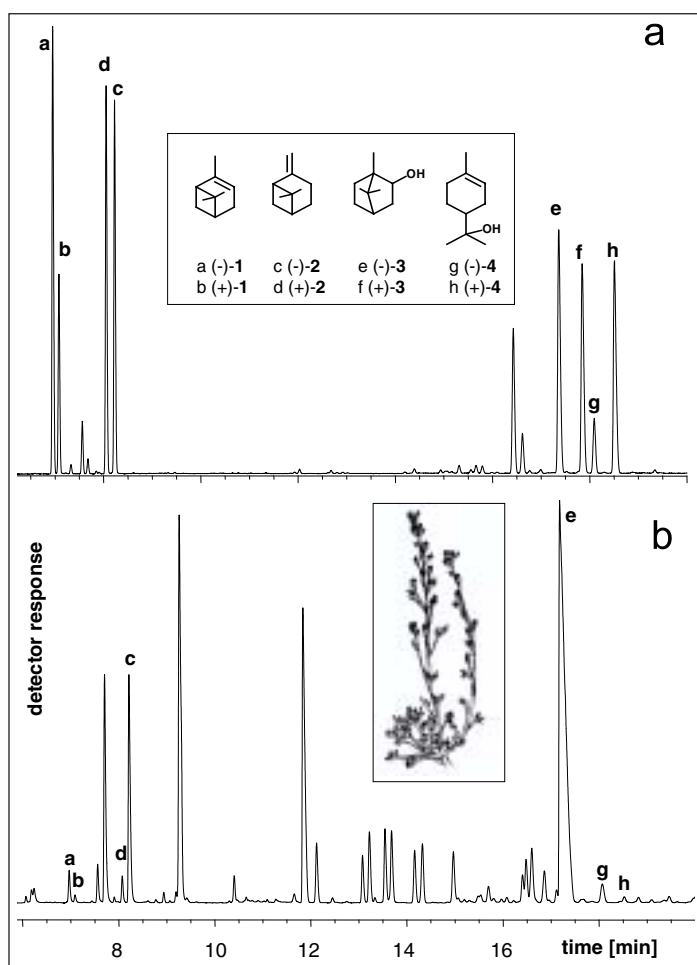 a
a
d
c
b
OH
OH
a (-)-1 c (-)-2 e (-)-3 g (-)-4
b (+)-1 d (+)-2 f (+)-3 h (+)-4
e
f
h
g
b
e
detector response
c
a
b
d
g
h
8 10 12 14 16 time [min]